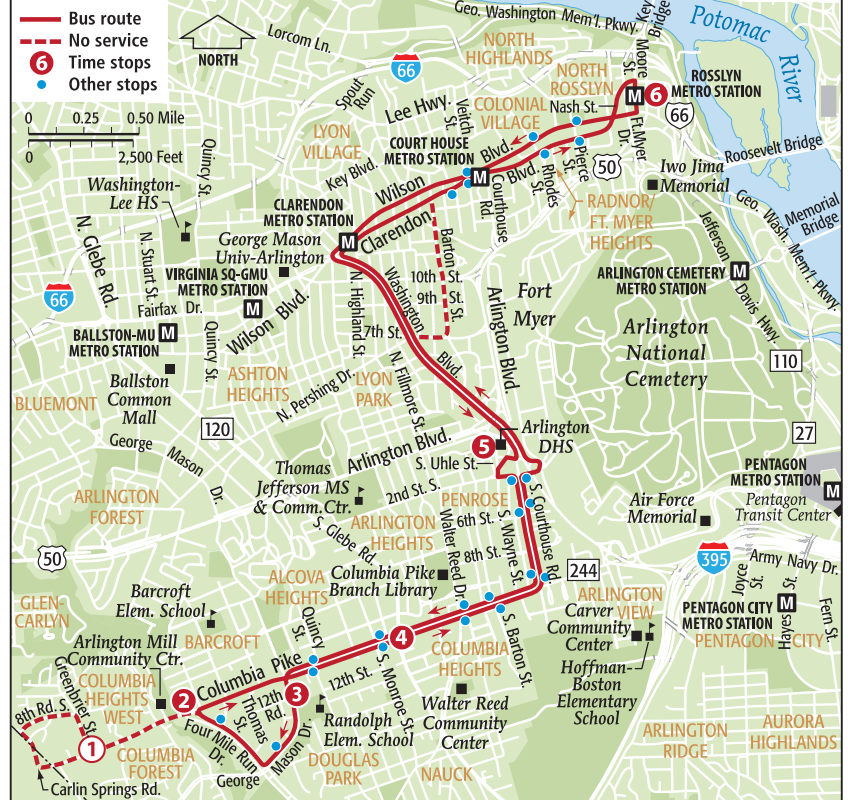 Bus route
No service
6 Time stops
Other stops
NORTH
0 0.25 0.50 Mile
0 2,500 Feet
Geo. Washington Mem'l. Pkwy.
Key Bridge
Potomac River
Lorcom Ln.
66
Spout Run
Lee Hwy.
Veitch St.
NORTH HIGHLANDS
NORTH ROSSLYN
Moore St.
M 6
ROSSLYN METRO STATION
66
Nash St.
COLONIAL VILLAGE
LYON VILLAGE
COURT HOUSE METRO STATION
M
Ft.Myer Dr.
Roosevelt Bridge
Key Blvd.
Wilson Blvd.
Clarendon Blvd.
Rhodes St.
Pierce St.
50
Iwo Jima Memorial
RADNOR/ FT. MYER HEIGHTS
Courthouse Rd.
Quincy St.
Washington-
Lee HS
N. Glebe Rd.
N. Stuart St.
CLARENDON METRO STATION
M
George Mason
Univ-Arlington
VIRGINIA SQ-GMU
METRO STATION
M
Jefferson Davis Hwy.
Geo. Wash. Mem'l. Pkwy.
Memorial Bridge
ARLINGTON CEMETERY
METRO STATION
M
66
Fairfax Dr.
Wilson Blvd.
BALLSTON-MU
METRO STATION
M
Quincy St.
Barton St.
10th St.
9th St.
7th St.
Washington Blvd.
N. Highland St.
Fort
Myer
Arlington Blvd.
Arlington
National
Cemetery
110
Ballston
Common
Mall
ASHTON HEIGHTS
LYON PARK
N. Fillmore St.
N. Pershing Dr.
BLUEMONT
120
27
George Mason Dr.
Arlington Blvd.
5
Arlington
DHS
S. Uhle St.
Thomas
Jefferson MS
& Comm.Ctr.
2nd St. S.
PENROSE
ARLINGTON FOREST
ARLINGTON HEIGHTS
S. Glebe Rd.
Walter Reed Dr.
6th St.
8th St.
S. Wayne St.
S. Courthouse Rd.
Air Force
Memorial
PENTAGON
METRO STATION
M
Pentagon
Transit Center
50
395
Army Navy Dr.
244
ALCOVA HEIGHTS
Columbia Pike
Branch Library
GLEN-
CARLYN
Barcroft
Elem. School
BARCROFT
Quincy St.
ARLINGTON VIEW
Carver
Community
Center
Hoffman-
Boston
Elementary
School
Joyce St.
PENTAGON CITY
METRO STATION
M
Hayes St.
Fern St.
PENTAGON CITY
Arlington Mill
Community Ctr.
COLUMBIA HEIGHTS WEST
2
Columbia Pike
4
S. Barton St.
COLUMBIA HEIGHTS
12th St.
S. Monroe St.
3
12th Rd.
Thomas St.
Randolph
Elem. School
Walter Reed
Community
Center
Greenbrier St.
8th Rd. S.
1
COLUMBIA FOREST
Four Mile Run Dr.
George Mason Dr.
DOUGLAS PARK
NAUCK
ARLINGTON RIDGE
AURORA HIGHLANDS
Carlin Springs Rd.